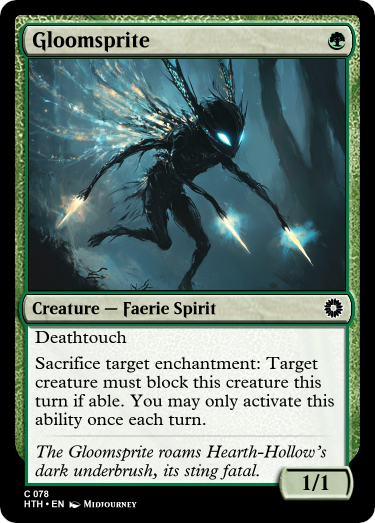 Gloomsprite
Creature — Faerie Spirit
Deathtouch
Sacrifice target enchantment: Target
creature must block this creature this
turn if able. You may only activate this
ability once each turn.
The Gloomsprite roams Hearth-Hollow's
dark underbrush, its sting fatal.
1/1
C 078
HTH • EN Midjourney